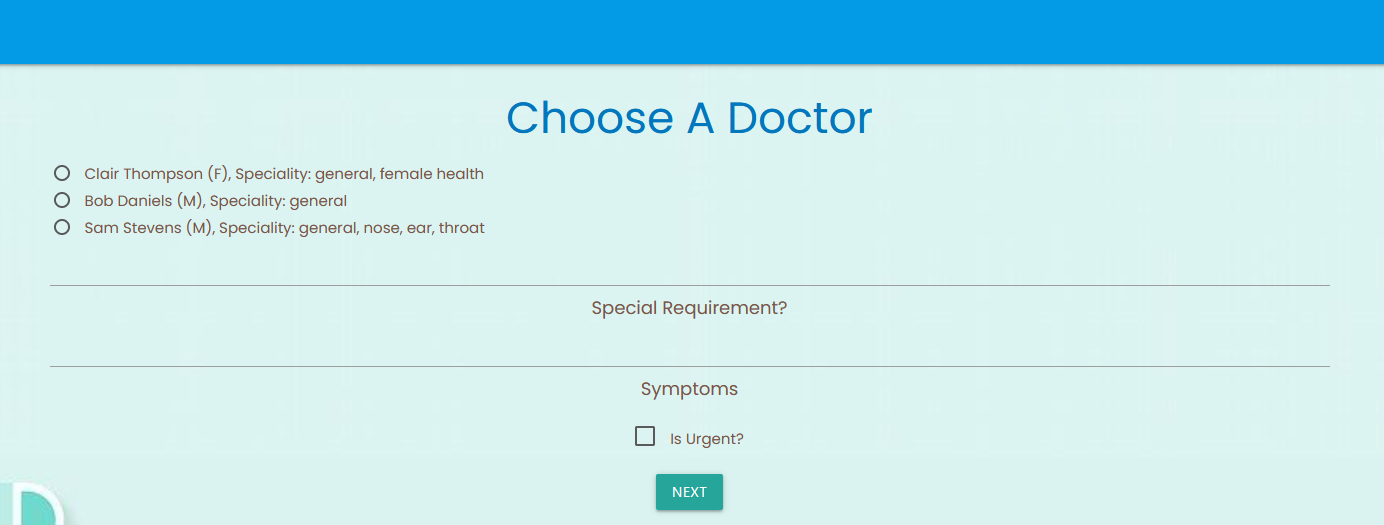 Choose A Doctor
Clair Thompson (F), Speciality: general, female health
Bob Daniels (M), Speciality: general
Sam Stevens (M), Speciality: general, nose, ear, throat
Special Requirement?
Symptoms
Is Urgent?
NEXT